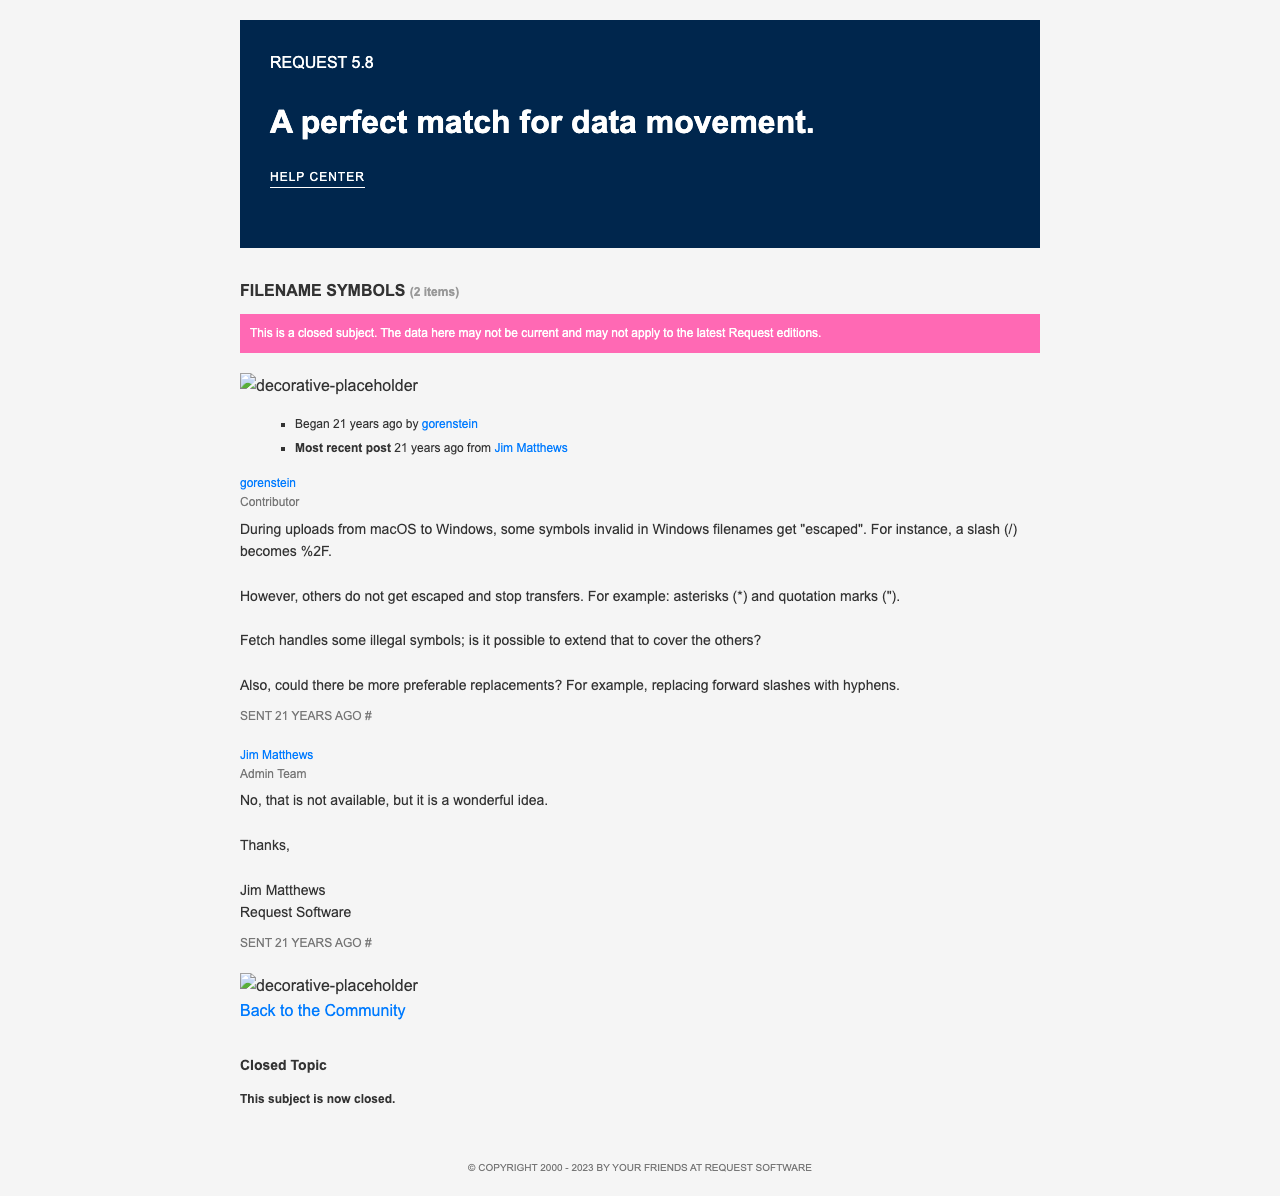 REQUEST 5.8
A perfect match for data movement.
HELP CENTER
FILENAME SYMBOLS (2 items)
This is a closed subject. The data here may not be current and may not apply to the latest Request editions.
decorative-placeholder
Began 21 years ago by gorenstein
Most recent post 21 years ago from Jim Matthews
gorenstein
Contributor
During uploads from macOS to Windows, some symbols invalid in Windows filenames get "escaped". For instance, a slash (/)
becomes %2F.
However, others do not get escaped and stop transfers. For example: asterisks (*) and quotation marks (").
Fetch handles some illegal symbols; is it possible to extend that to cover the others?
Also, could there be more preferable replacements? For example, replacing forward slashes with hyphens.
SENT 21 YEARS AGO #
Jim Matthews
Admin Team
No, that is not available, but it is a wonderful idea.
Thanks,
Jim Matthews
Request Software
SENT 21 YEARS AGO #
decorative-placeholder
Back to the Community
Closed Topic
This subject is now closed.
© COPYRIGHT 2000 - 2023 BY YOUR FRIENDS AT REQUEST SOFTWARE